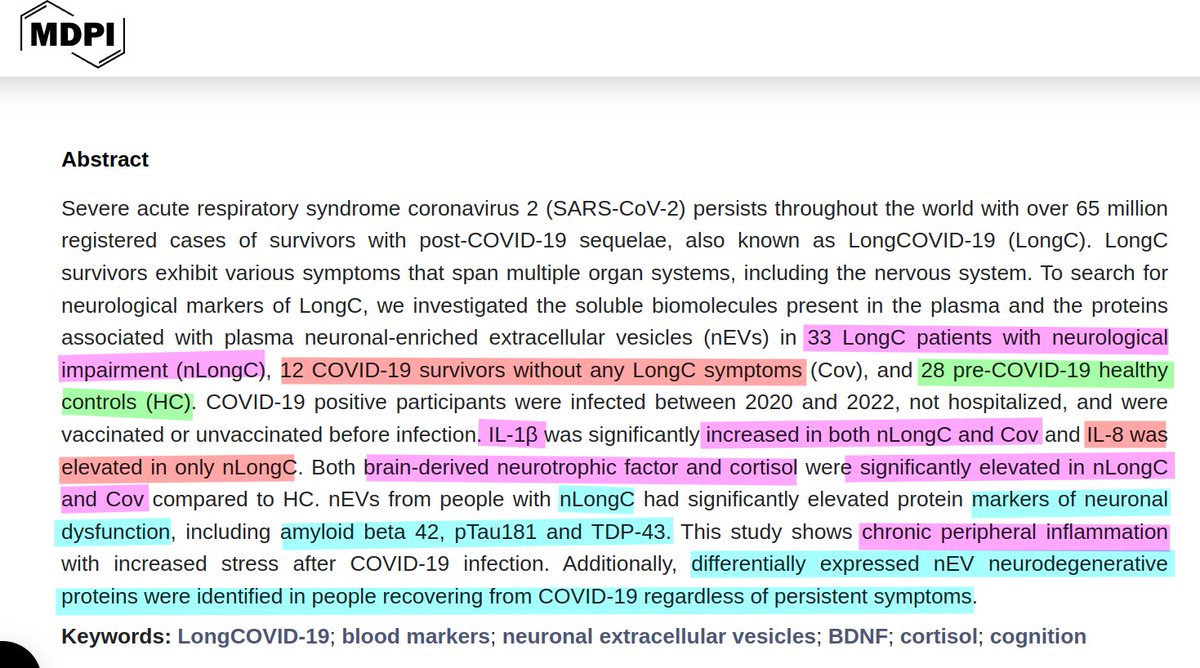 MDPI
Abstract
Severe acute respiratory syndrome coronavirus 2 (SARS-CoV-2) persists throughout the world with over 65 million
registered cases of survivors with post-COVID-19 sequelae, also known as LongCOVID-19 (LongC). LongC
survivors exhibit various symptoms that span multiple organ systems, including the nervous system. To search for
neurological markers of LongC, we investigated the soluble biomolecules present in the plasma and the proteins
associated with plasma neuronal-enriched extracellular vesicles (nEVs) in 33 LongC patients with neurological
impairment (nLongC), 12 COVID-19 survivors without any LongC symptoms (Cov), and 28 pre-COVID-19 healthy
controls (HC). COVID-19 positive participants were infected between 2020 and 2022, not hospitalized, and were
vaccinated or unvaccinated before infection. IL-1β was significantly increased in both nLongC and Cov and IL-8 was
elevated in only nLongC. Both brain-derived neurotrophic factor and cortisol were significantly elevated in nLongC
and Cov compared to HC. nEVs from people with nLongC had significantly elevated protein markers of neuronal
dysfunction, including amyloid beta 42, pTau181 and TDP-43. This study shows chronic peripheral inflammation
with increased stress after COVID-19 infection. Additionally, differentially expressed nEV neurodegenerative
proteins were identified in people recovering from COVID-19 regardless of persistent symptoms.
Keywords: LongCOVID-19; blood markers; neuronal extracellular vesicles; BDNF; cortisol; cognition